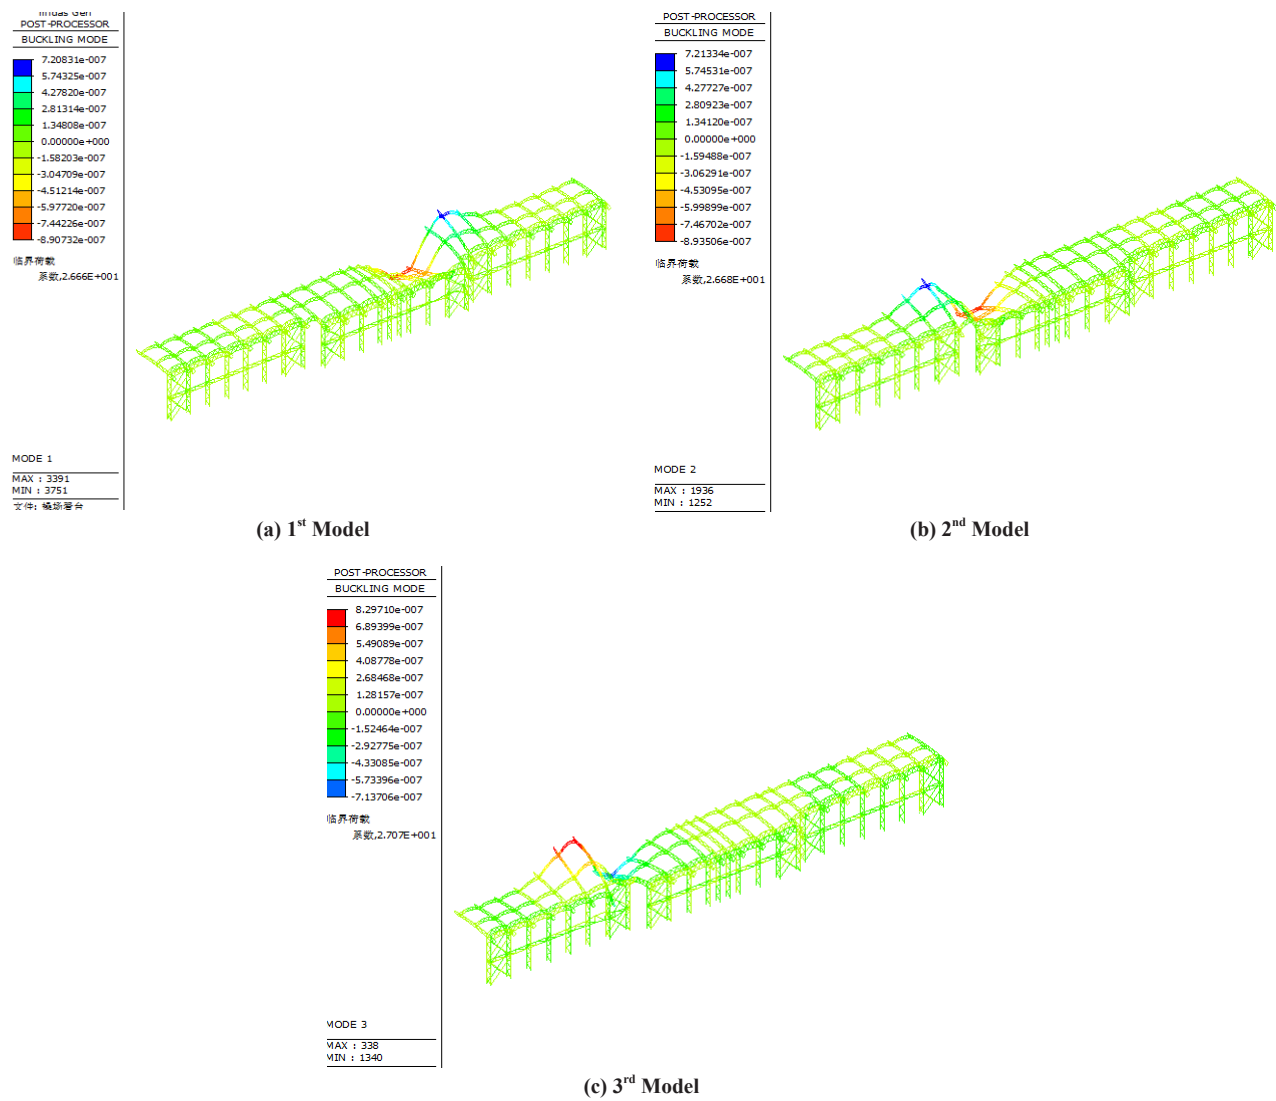 midas Gen
POST-PROCESSOR
BUCKLING MODE
7.20831e-007
5.74325e-007
4.27820e-007
2.81314e-007
1.34808e-007
0.00000e+000
-1.58203e-007
-3.04709e-007
-4.51214e-007
-5.97720e-007
-7.44226e-007
-8.90732e-007
临界荷载
系数,2.666E+001
MODE 1
MAX : 3391
MIN : 3751
文件: 操场看台
(a) 1st Model
POST-PROCESSOR
BUCKLING MODE
7.21334e-007
5.74531e-007
4.27727e-007
2.80923e-007
1.34120e-007
0.00000e+000
-1.59488e-007
-3.06291e-007
-4.53095e-007
-5.99899e-007
-7.46702e-007
-8.93506e-007
临界荷载
系数,2.668E+001
MODE 2
MAX : 1936
MIN : 1252
(b) 2nd Model
POST-PROCESSOR
BUCKLING MODE
8.29710e-007
6.89399e-007
5.49089e-007
4.08778e-007
2.68468e-007
1.28157e-007
0.00000e+000
-1.52464e-007
-2.92775e-007
-4.33085e-007
-5.73396e-007
-7.13706e-007
临界荷载
系数,2.707E+001
MODE 3
MAX : 338
MIN : 1340
(c) 3rd Model